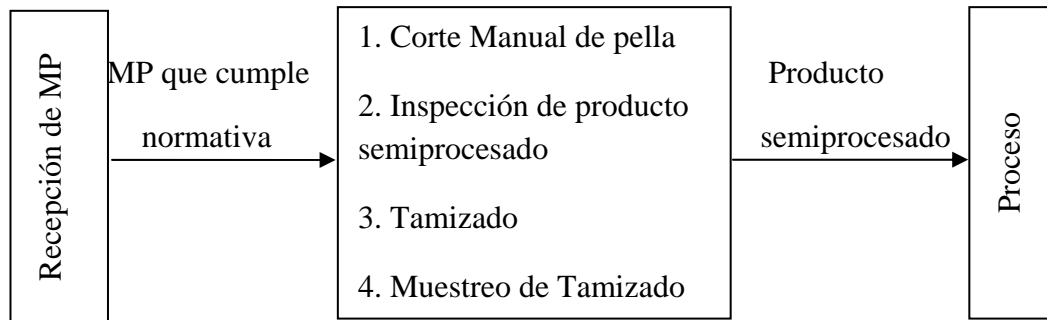 Recepción de MP
MP que cumple
normativa
1. Corte Manual de pella
2. Inspección de producto
semiprocesado
3. Tamizado
4. Muestreo de Tamizado
Producto
semiprocesado
Proceso